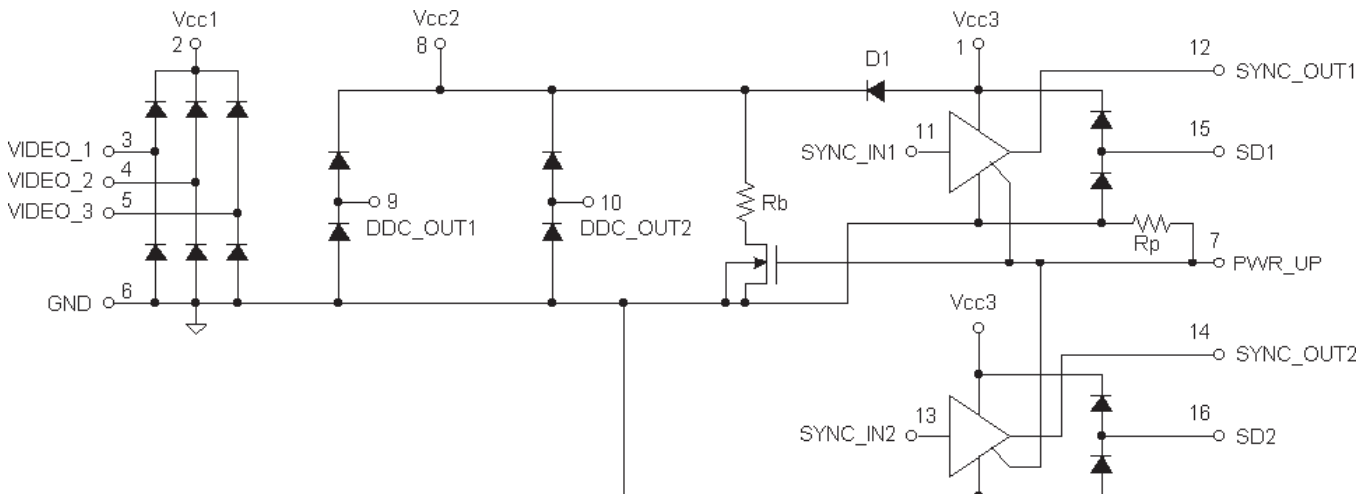 Vcc1
2
Vcc2
8
Vcc3
1
D1
12
SYNC_OUT1
VIDEO_1 3
VIDEO_2 4
VIDEO_3 5
SYNC_IN1 11
15
SD1
9
DDC_OUT1
10
DDC_OUT2
Rb
Rp
7
PWR_UP
GND 6
Vcc3
14
SYNC_OUT2
SYNC_IN2 13
16
SD2